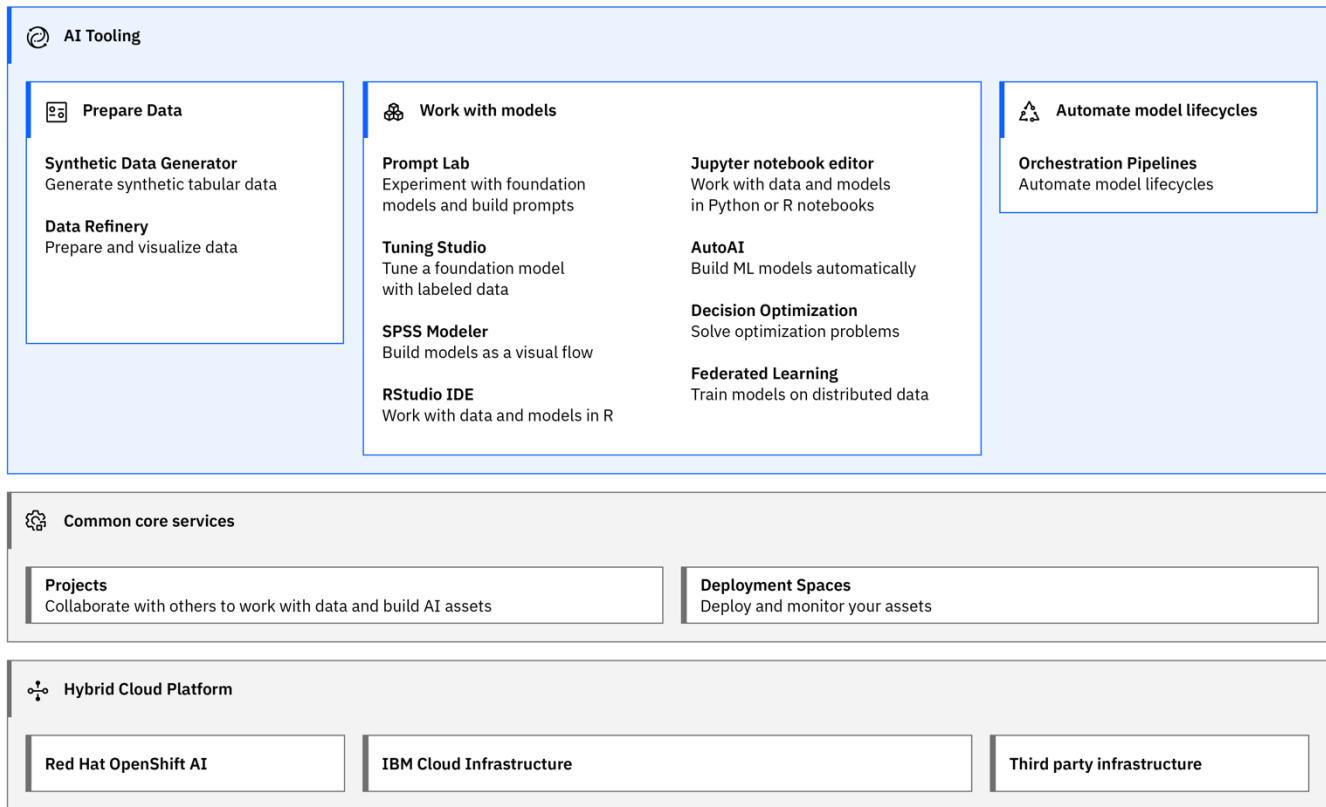 AI Tooling
Prepare Data
Synthetic Data Generator
Generate synthetic tabular data
Data Refinery
Prepare and visualize data
Work with models
Prompt Lab
Experiment with foundation
models and build prompts
Tuning Studio
Tune a foundation model
with labeled data
SPSS Modeler
Build models as a visual flow
RStudio IDE
Work with data and models in R
Jupyter notebook editor
Work with data and models
in Python or R notebooks
AutoAI
Build ML models automatically
Decision Optimization
Solve optimization problems
Federated Learning
Train models on distributed data
Automate model lifecycles
Orchestration Pipelines
Automate model lifecycles
Common core services
Projects
Collaborate with others to work with data and build AI assets
Deployment Spaces
Deploy and monitor your assets
Hybrid Cloud Platform
Red Hat OpenShift AI
IBM Cloud Infrastructure
Third party infrastructure